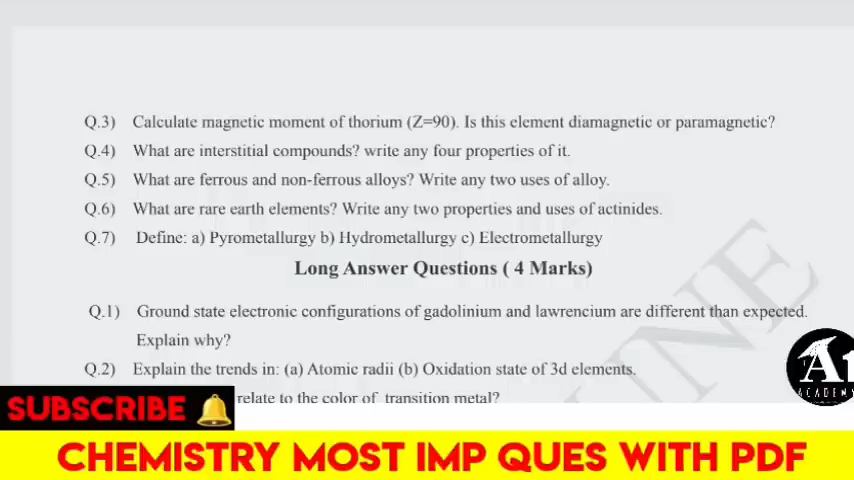 Q.3) Calculate magnetic moment of thorium (Z=90). Is this element diamagnetic or paramagnetic?
Q.4) What are interstitial compounds? write any four properties of it.
Q.5) What are ferrous and non-ferrous alloys? Write any two uses of alloy.
Q.6) What are rare earth elements? Write any two properties and uses of actinides.
Q.7) Define: a) Pyrometallurgy b) Hydrometallurgy c) Electrometallurgy
Long Answer Questions ( 4 Marks)
Q.1) Ground state electronic configurations of gadolinium and lawrencium are different than expected.
Explain why?
Q.2) Explain the trends in: (a) Atomic radii (b) Oxidation state of 3d elements.
relate to the color of transition metal?
SUBSCRIBE
A1
ACADEMY
CHEMISTRY MOST IMP QUES WITH PDF